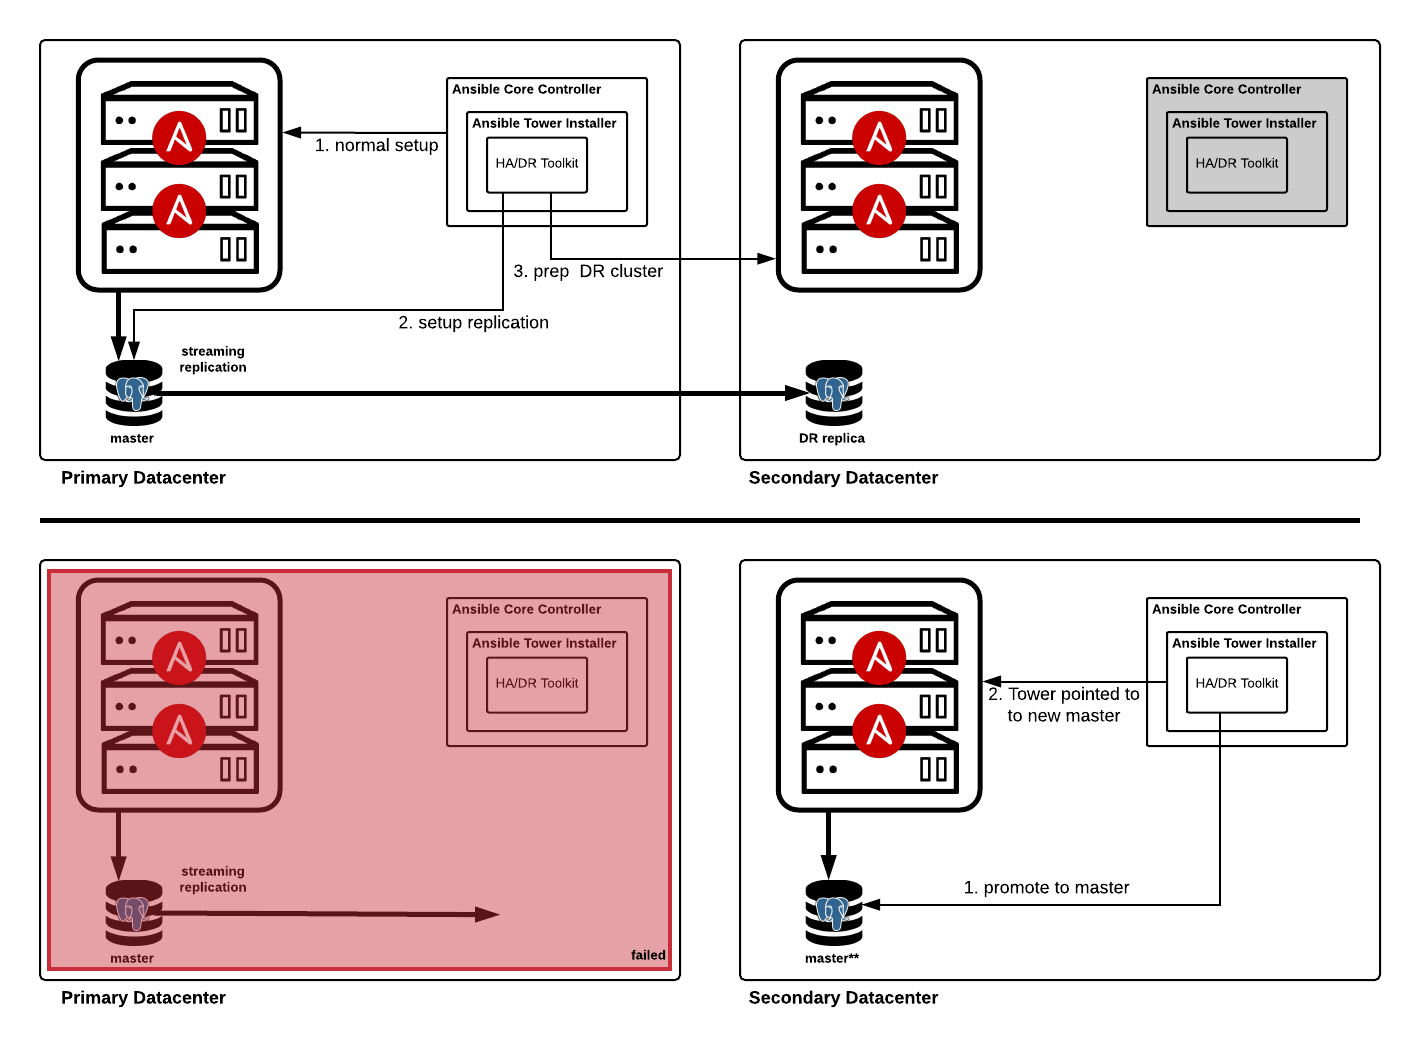 Ansible Core Controller
Ansible Tower Installer
HA/DR Toolkit
1. normal setup
3. prep  DR cluster
2. setup replication
streaming
replication
master
Primary Datacenter
Ansible Core Controller
Ansible Tower Installer
HA/DR Toolkit
DR replica
Secondary Datacenter
Ansible Core Controller
Ansible Tower Installer
HA/DR Toolkit
streaming
replication
master
failed
Primary Datacenter
Ansible Core Controller
Ansible Tower Installer
HA/DR Toolkit
2. Tower pointed to
to new master
1. promote to master
master**
Secondary Datacenter